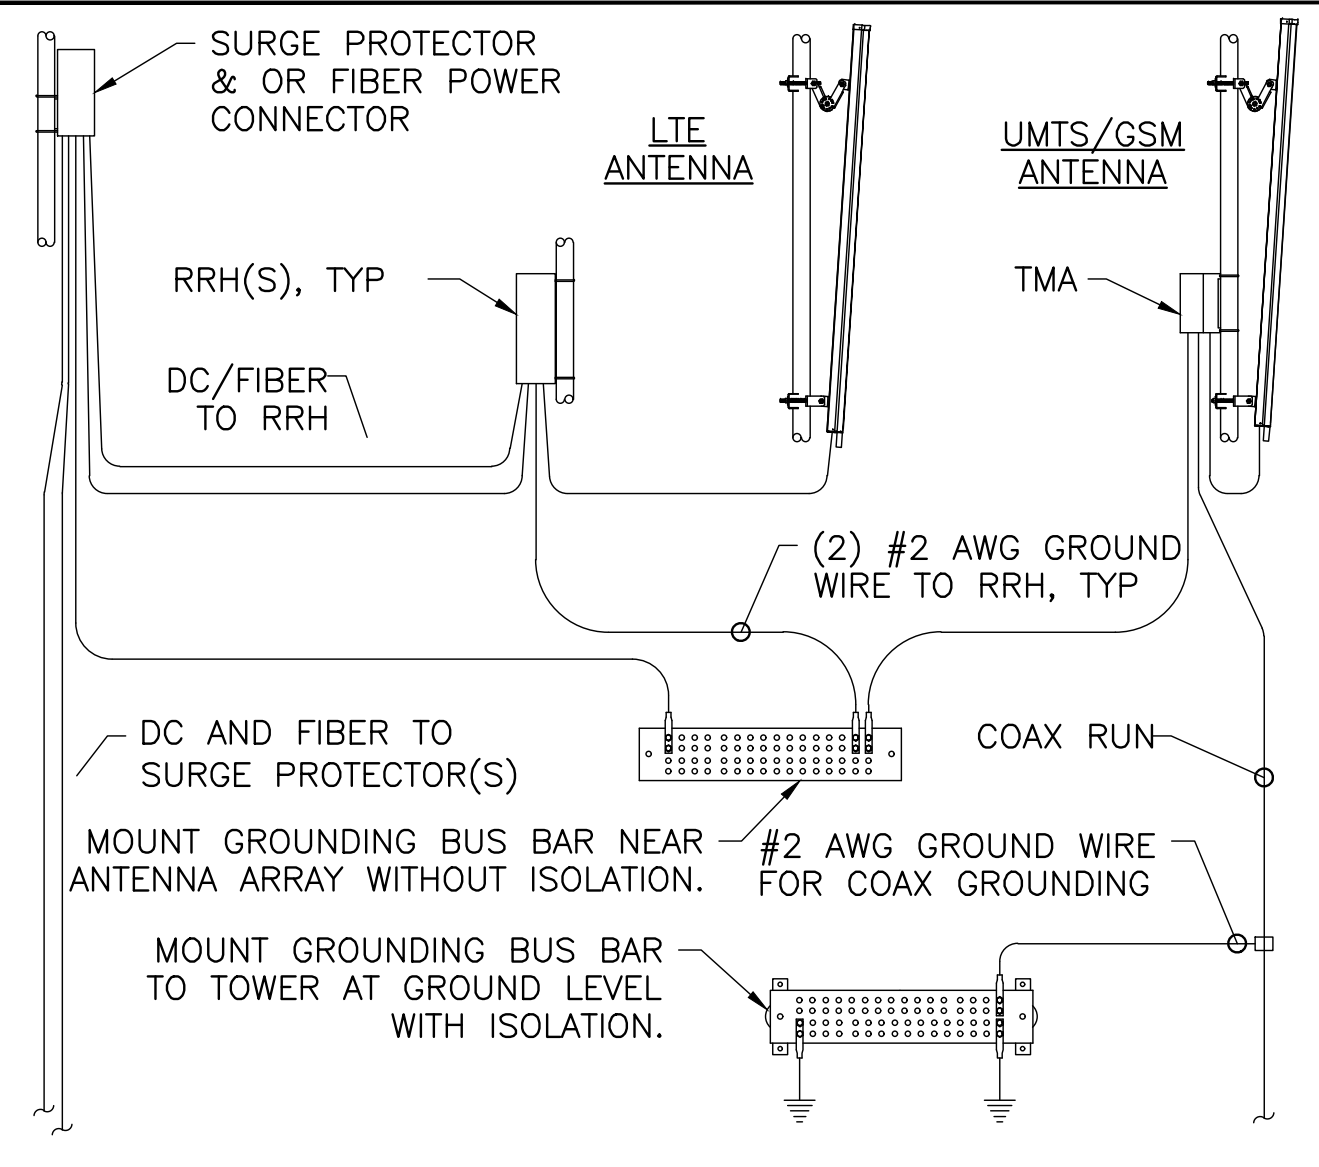 SURGE PROTECTOR
& OR FIBER POWER
CONNECTOR
LTE
ANTENNA
UMTS/GSM
ANTENNA
RRH(S), TYP
TMA
DC/FIBER
TO RRH
(2) #2 AWG GROUND
WIRE TO RRH, TYP
DC AND FIBER TO
SURGE PROTECTOR(S)
COAX RUN
MOUNT GROUNDING BUS BAR NEAR
ANTENNA ARRAY WITHOUT ISOLATION.
#2 AWG GROUND WIRE
FOR COAX GROUNDING
MOUNT GROUNDING BUS BAR
TO TOWER AT GROUND LEVEL
WITH ISOLATION.